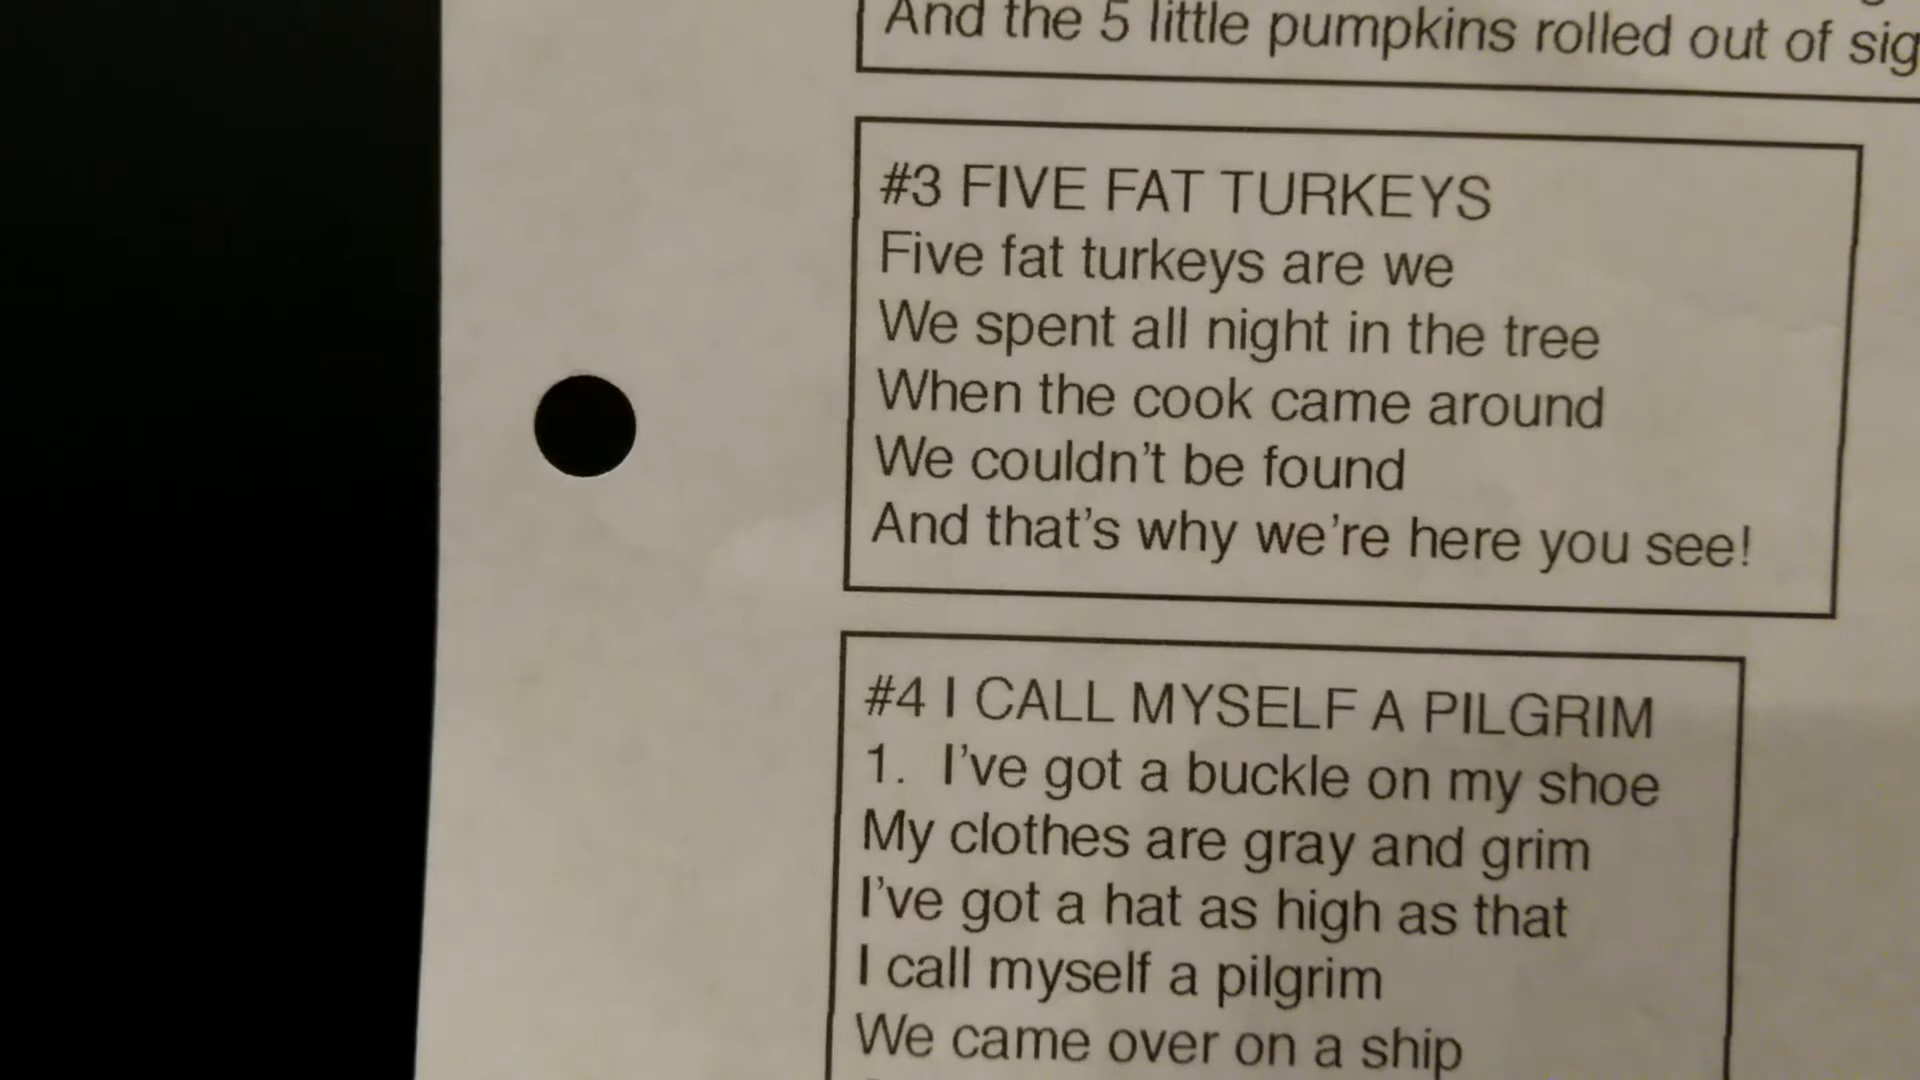 And the 5 little pumpkins rolled out of
#3 FIVE FAT TURKEYS
Five fat turkeys are we
We spent all night in the tree
When the cook came around
We couldn't be found
And that's why we're here you see!
#4 I CALL MYSELF A PILGRIM
1. I've got a buckle on my shoe
My clothes are gray and grim
I've got a hat as high as that
I call myself a pilgrim
We came over on a ship